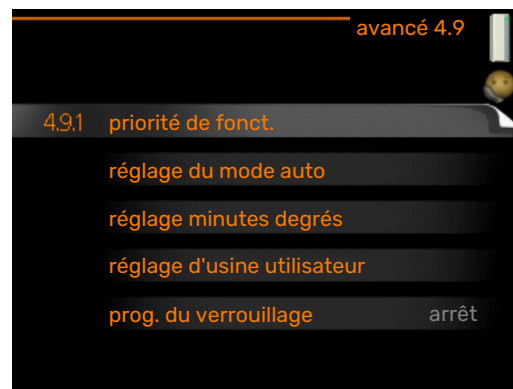 avancé 4.9
4.9.1 priorité de fonct.
réglage du mode auto
réglage minutes degrés
réglage d'usine utilisateur
prog. du verrouillage arrêt